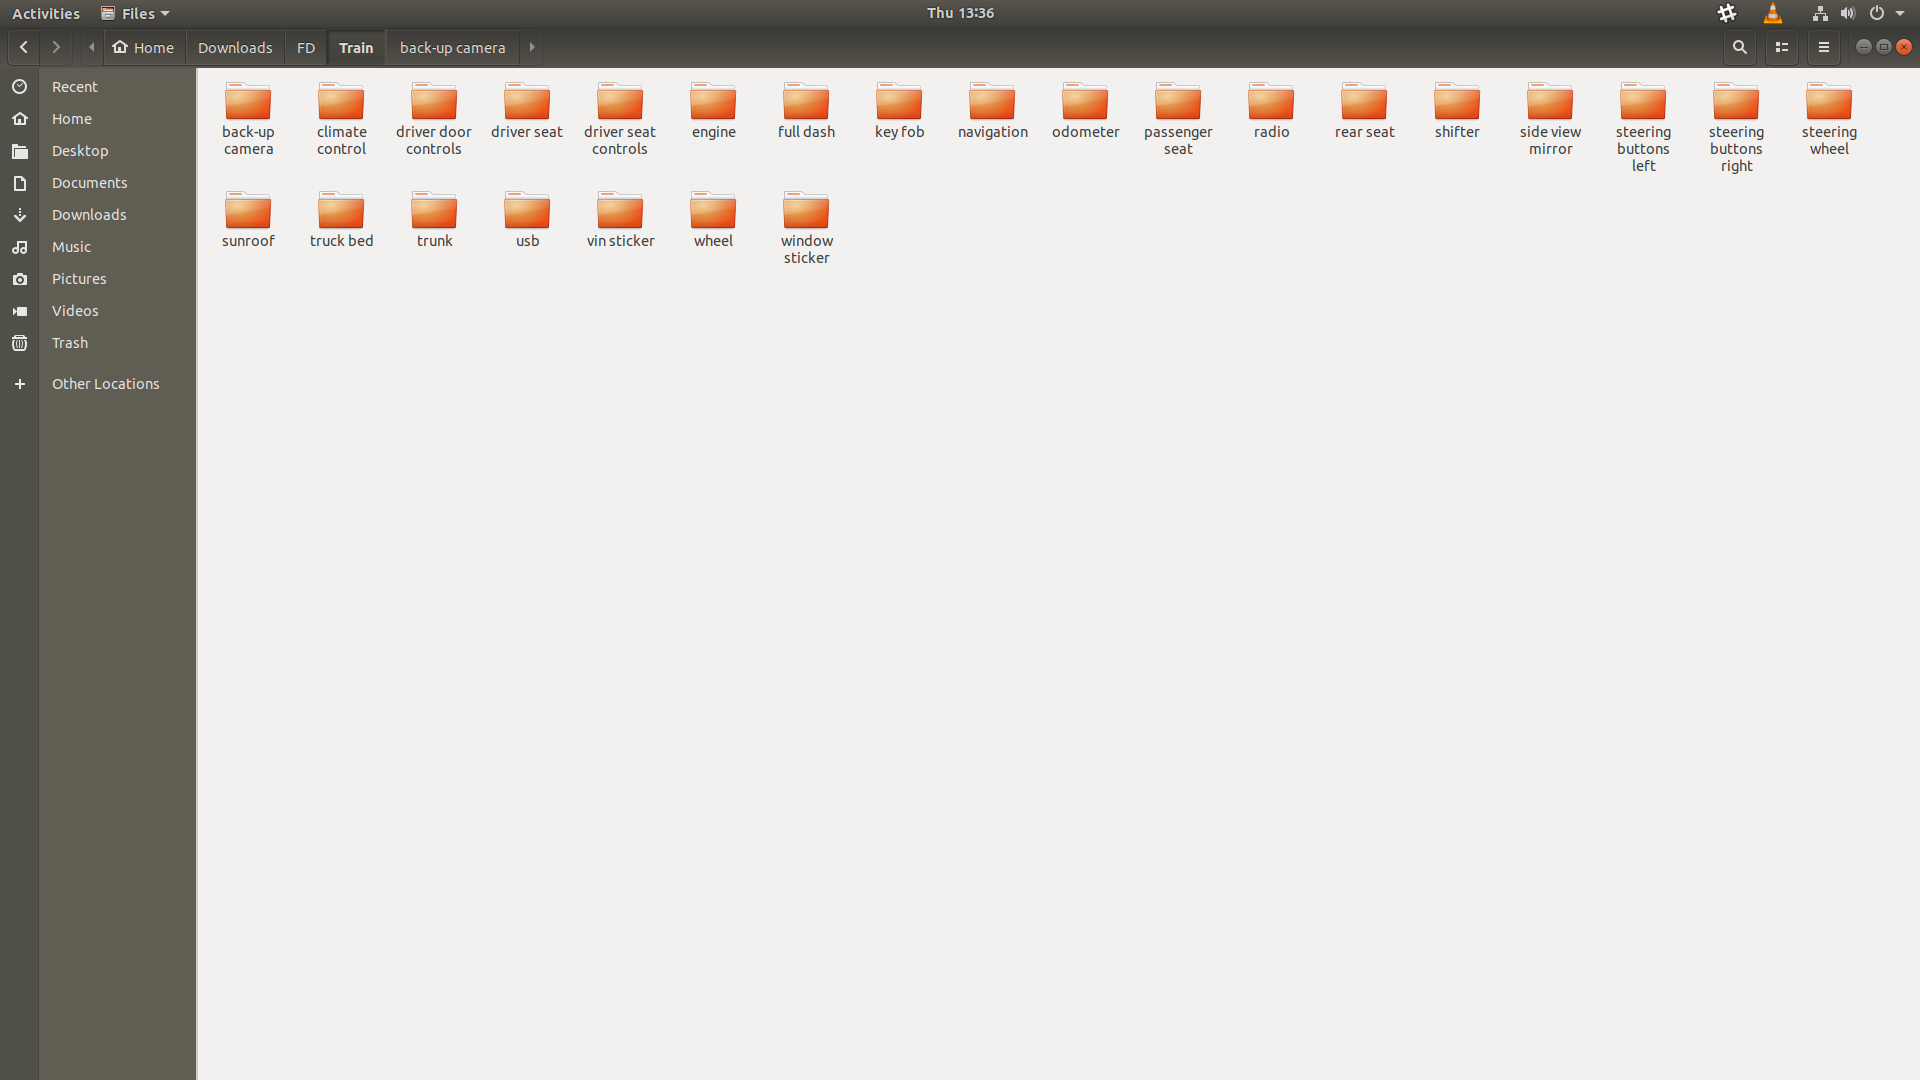 Activities Files Thu 13:36
Home Downloads FD Train back-up camera
Recent
Home
Desktop
Documents
Downloads
Music
Pictures
Videos
Trash
Other Locations
back-up
camera
climate
control
driver door
controls
driver seat
driver seat
controls
engine
full dash
key fob
navigation
odometer
passenger
seat
radio
rear seat
shifter
side view
mirror
steering
buttons
left
steering
buttons
right
steering
wheel
sunroof
truck bed
trunk
usb
vin sticker
wheel
window
sticker